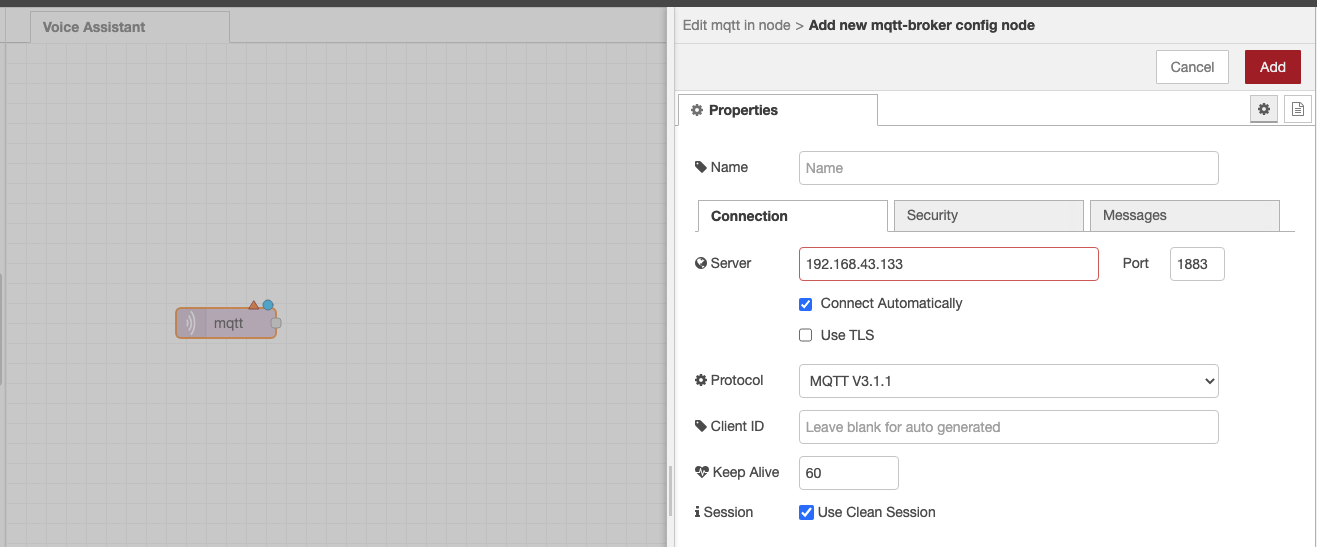 Voice Assistant
Edit mqtt in node > Add new mqtt-broker config node
Cancel Add
Properties
Name Name
Connection Security Messages
Server 192.168.43.133 Port 1883
Connect Automatically
Use TLS
mqtt
Protocol MQTT V3.1.1
Client ID Leave blank for auto generated
Keep Alive 60
Session Use Clean Session